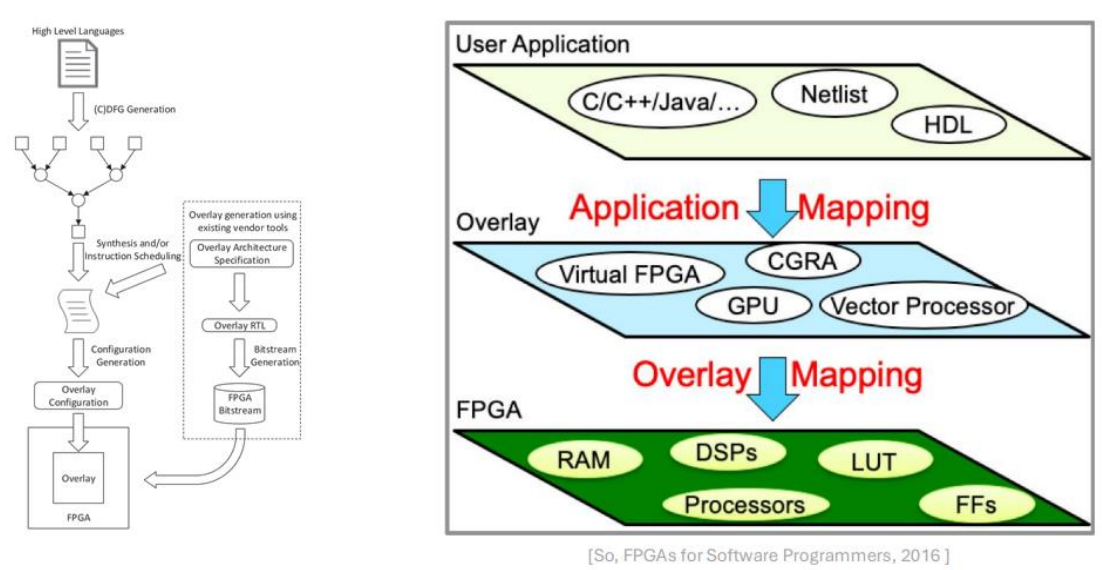 High Level Languages
(C)DFG Generation
Synthesis and/or
Instruction Scheduling
Configuration
Generation
Overlay
Configuration
Overlay
FPGA
Overlay generation using
existing vendor tools
Overlay Architecture
Specification
Overlay RTL
Bitstream
Generation
FPGA
Bitstream
User Application
C/C++/Java/…
Netlist
HDL
Application Mapping
Overlay
Virtual FPGA
CGRA
GPU
Vector Processor
Overlay Mapping
FPGA
RAM
DSPs
LUT
Processors
FFs
[So, FPGAs for Software Programmers, 2016 ]